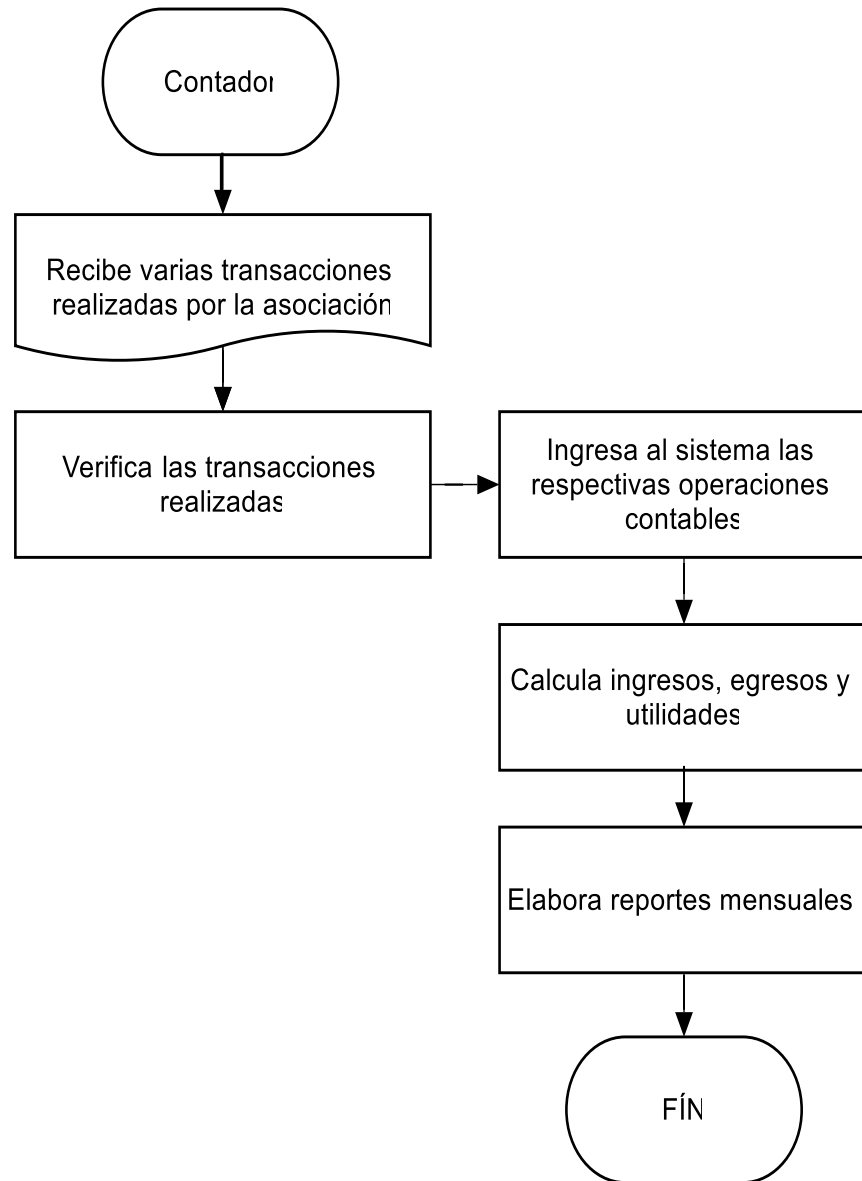 Contador
Recibe varias transacciones
realizadas por la asociación
Verifica las transacciones
realizadas
Ingresa al sistema las
respectivas operaciones
contables
Calcula ingresos, egresos y
utilidades
Elabora reportes mensuales
FÍN